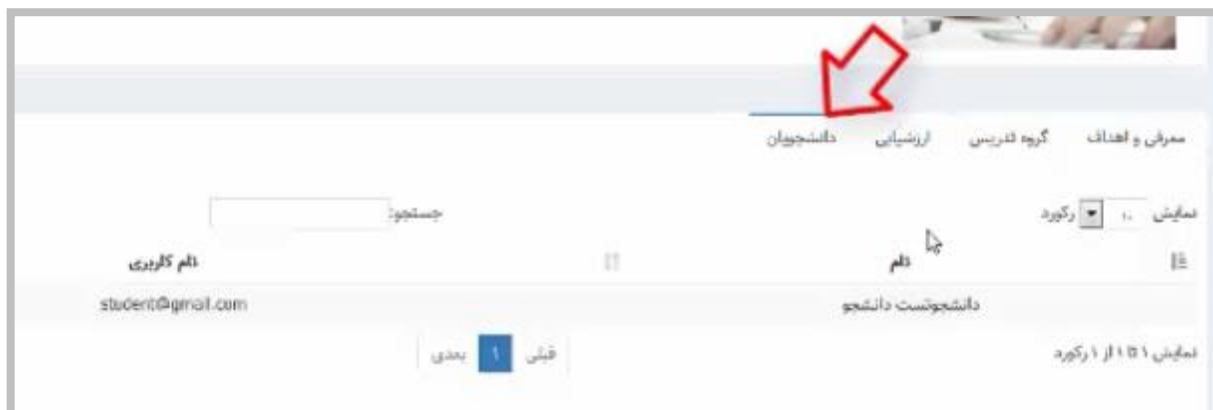 معرفی و اهداف گروه تدریس ارزشیابی دانشجویان
نمایش ۱۰ رکورد جستجو:
نام نام کاربری
دانشجوتست دانشجو student@gmail.com
نمایش ۱ تا ۱ از ۱ رکورد قبلی ۱ بعدی